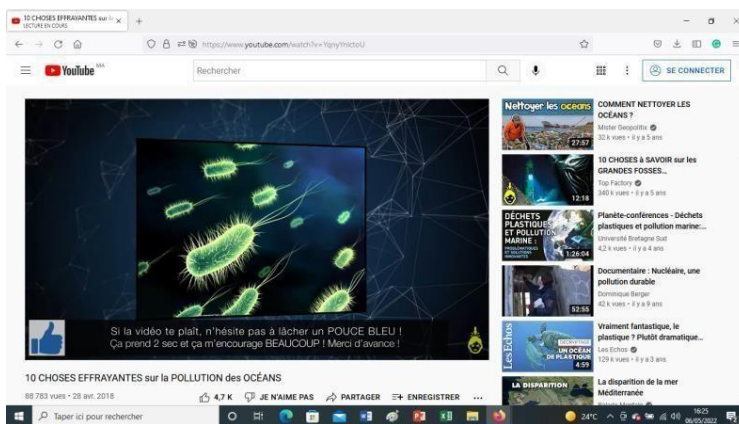 10 CHOSES EFFRAYANTES sur la
LECTURE EN COURS
https://www.youtube.com/watch?v=
YouTube MA
Rechercher
SE CONNECTER
Si la vidéo te plaît, n'hésite pas à lâcher un POUCE BLEU !
Ça prend 2 sec et ça m'encourage BEAUCOUP ! Merci d'avance !
10 CHOSES EFFRAYANTES sur la POLLUTION des OCÉANS
88 783 vues • 28 avr. 2018
4,7 K
JE N'AIME PAS
PARTAGER
ENREGISTRER
Nettoyer les océans
27:57
COMMENT NETTOYER LES
OCÉANS ?
Mister Geopolitix
32 k vues • il y a 5 ans
12:18
10 CHOSES à SAVOIR sur les
GRANDES FOSSES...
Top Factory
340 k vues • il y a 5 ans
DÉCHETS
PLASTIQUES
ET POLLUTION
MARINE :
1:26:04
Planète-conférences - Déchets
plastiques et pollution marine:...
Université Bretagne Sud
4,2 k vues • il y a 4 ans
52:55
Documentaire : Nucléaire, une
pollution durable
Dominique Berger
42 k vues • il y a 9 ans
Les Echos
UN OCÉAN
DE PLASTIQUE
4:59
Vraiment fantastique, le
plastique ? Plutôt dramatique...
Les Echos
129 k vues • il y a 3 ans
LA DISPARITION
La disparition de la mer
Méditerranée
Taper ici pour rechercher
24°C
16:25
06/05/2022